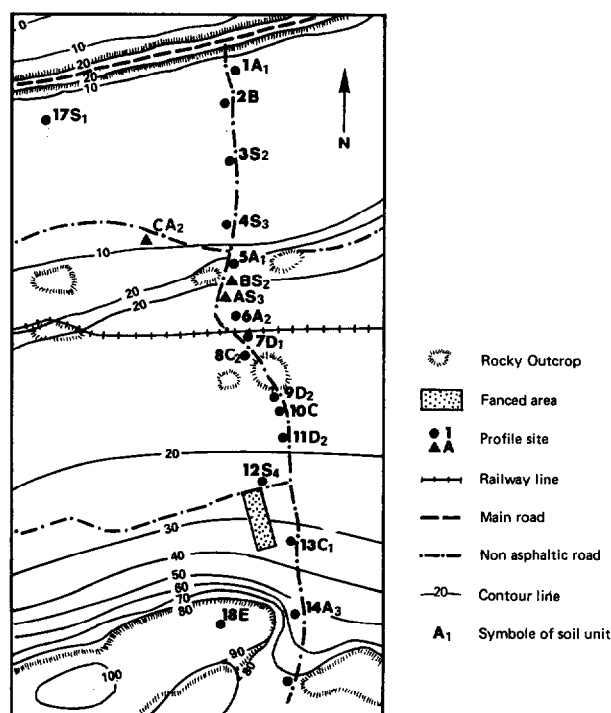 0
10
20
20
10
1A₁
2B
17S₁
N
3S₂
4S₃
CA₂
10
5A₁
BS₂
AS₃
20
20
6A₂
7D₁
8C₂
9D₂
10C
11D₂
20
12S₄
30
13C₁
40
50
60
70
80
14A₃
18E
90
80
100
Rocky Outcrop
Fanced area
1
A
Profile site
Railway line
Main road
Non asphaltic road
20
Contour line
A₁
Symbole of soil unit